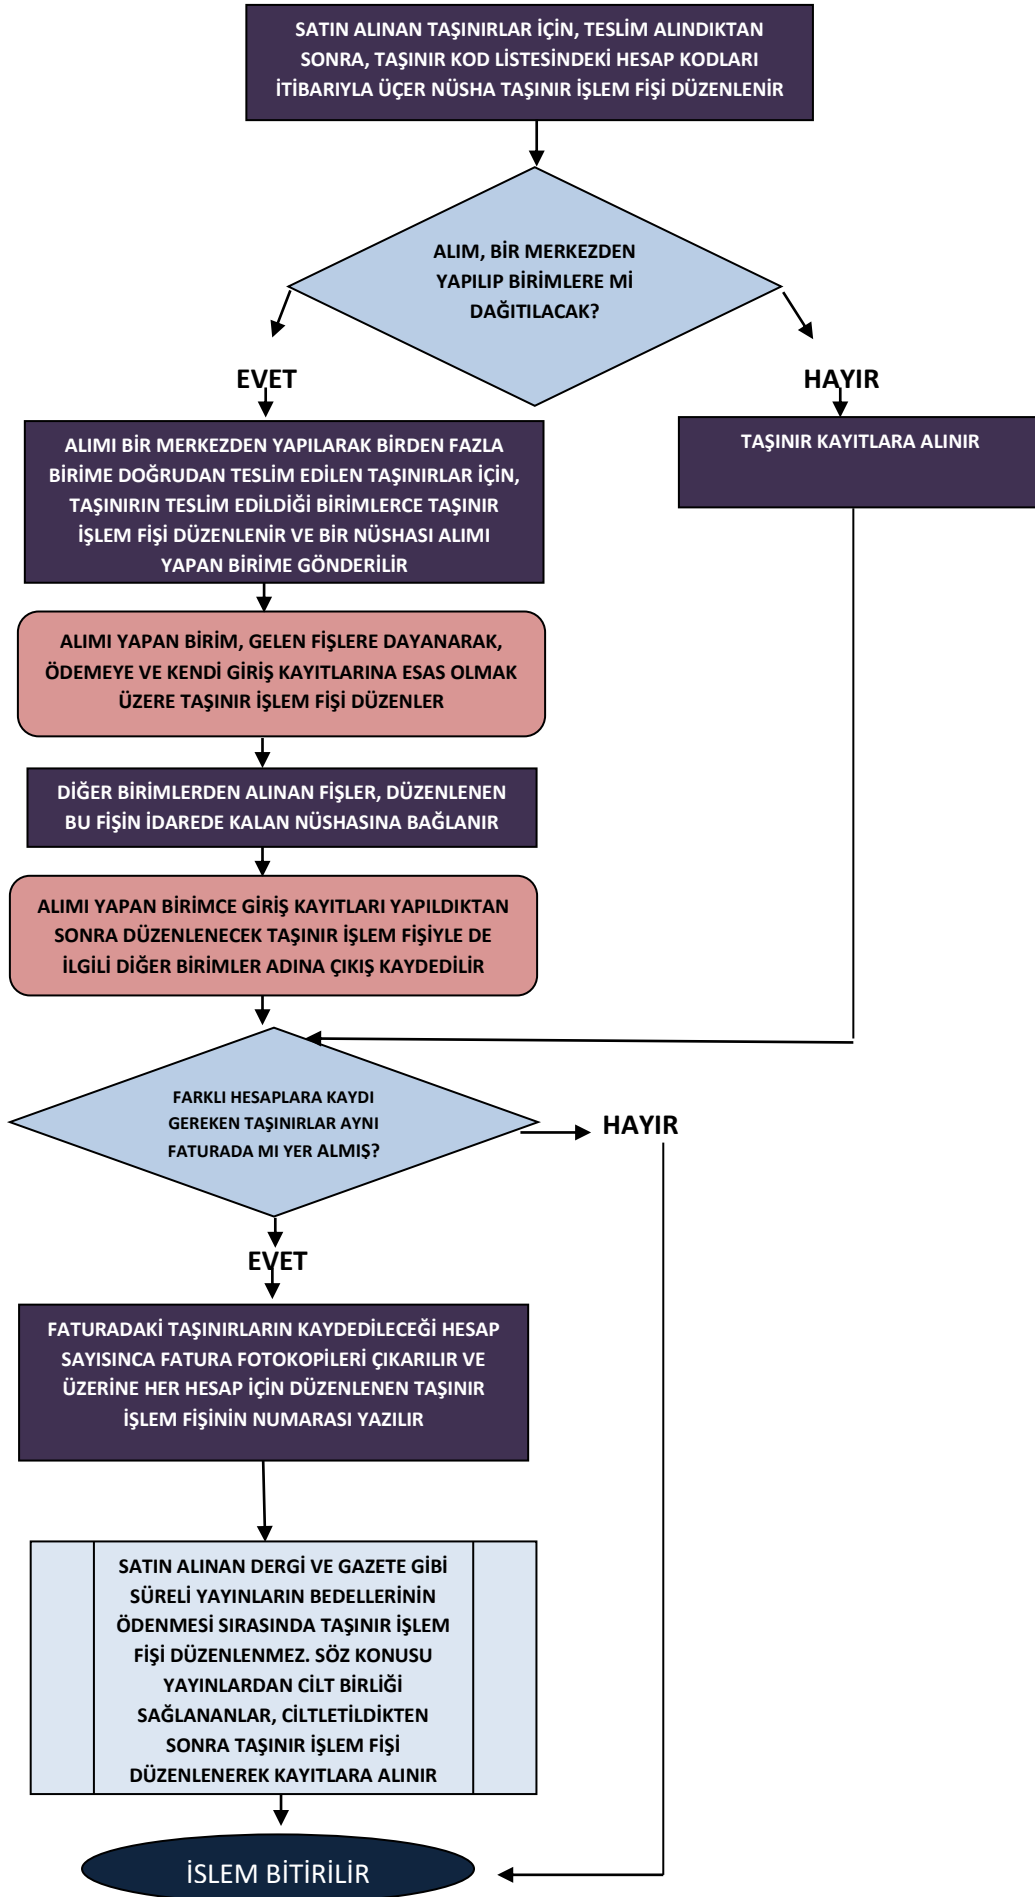 SATIN ALINAN TAŞINIRLAR İÇİN, TESLİM ALINDIKTAN
SONRA, TAŞINIR KOD LİSTESİNDEKİ HESAP KODLARI
İTİBARIYLA ÜÇER NÜSHA TAŞINIR İŞLEM FİŞİ DÜZENLENİR
ALIM, BİR MERKEZDEN
YAPILIP BİRİMLERE Mİ
DAĞITILACAK?
EVET
HAYIR
ALIMI BİR MERKEZDEN YAPILARAK BİRDEN FAZLA
BİRİME DOĞRUDAN TESLİM EDİLEN TAŞINIRLAR İÇİN,
TAŞINIRIN TESLİM EDİLDİĞİ BİRİMLERCE TAŞINIR
İŞLEM FİŞİ DÜZENLENİR VE BİR NÜSHASI ALIMI
YAPAN BİRİME GÖNDERİLİR
TAŞINIR KAYITLARA ALINIR
ALIMI YAPAN BİRİM, GELEN FİŞLERE DAYANARAK,
ÖDEMEYE VE KENDİ GİRİŞ KAYITLARINA ESAS OLMAK
ÜZERE TAŞINIR İŞLEM FİŞİ DÜZENLER
DİĞER BİRİMLERDEN ALINAN FİŞLER, DÜZENLENEN
BU FİŞİN İDAREDE KALAN NÜSHASINA BAĞLANIR
ALIMI YAPAN BİRİMCE GİRİŞ KAYITLARI YAPILDIKTAN
SONRA DÜZENLENECEK TAŞINIR İŞLEM FİŞİYLE DE
İLGİLİ DİĞER BİRİMLER ADINA ÇIKIŞ KAYDEDİLİR
FARKLI HESAPLARA KAYDI
GEREKEN TAŞINIRLAR AYNI
FATURADA MI YER ALMIŞ?
HAYIR
EVET
FATURADAKİ TAŞINIRLARIN KAYDEDİLECEĞİ HESAP
SAYISINCA FATURA FOTOKOPİLERİ ÇIKARILIR VE
ÜZERİNE HER HESAP İÇİN DÜZENLENEN TAŞINIR
İŞLEM FİŞİNİN NUMARASI YAZILIR
SATIN ALINAN DERGİ VE GAZETE GİBİ
SÜRELİ YAYINLARIN BEDELLERİNİN
ÖDENMESİ SIRASINDA TAŞINIR İŞLEM
FİŞİ DÜZENLENMEZ. SÖZ KONUSU
YAYINLARDAN CİLT BİRLİĞİ
SAĞLANANLAR, CİLTLETİLDİKTEN
SONRA TAŞINIR İŞLEM FİŞİ
DÜZENLENEREK KAYITLARA ALINIR
İSLEM BİTİRİLİR